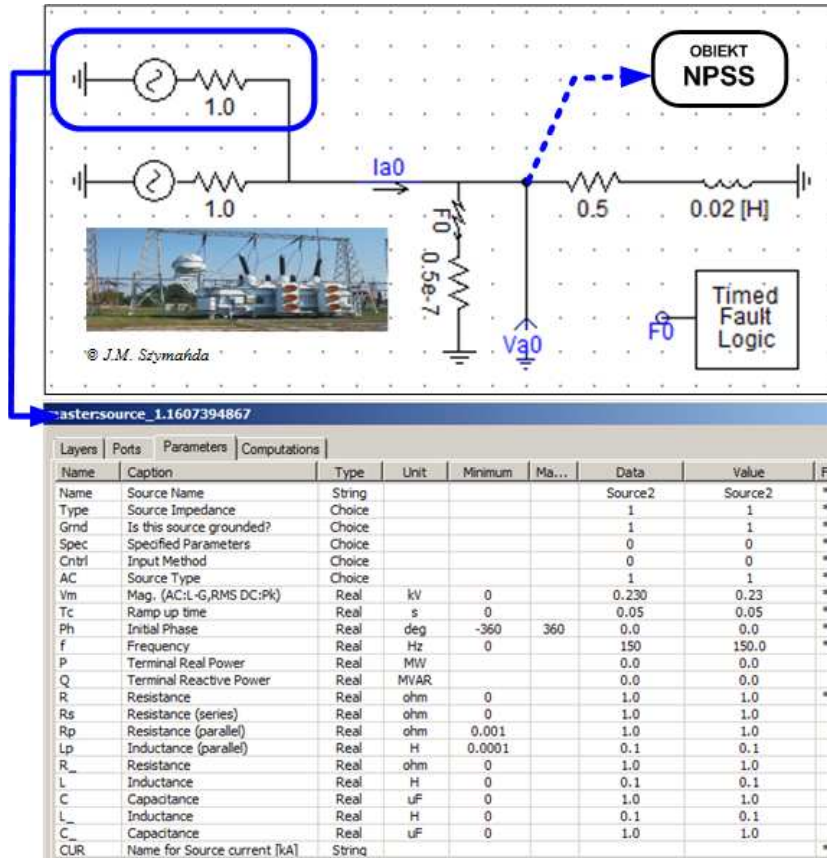 OBIEKT
NPSS
1.0
Ia0
1.0
F0
0.5e-7
0.5
0.02 [H]
Va0
F0
Timed
Fault
Logic
© J.M. Szymańda
aster:source_1.1607394867
Layers Ports Parameters Computations
Name Caption Type Unit Minimum Ma... Data Value F
Name Source Name String Source2 Source2 *
Type Source Impedance Choice 1 1 *
Grnd Is this source grounded? Choice 1 1 *
Spec Specified Parameters Choice 0 0 *
Cntrl Input Method Choice 0 0 *
AC Source Type Choice 1 1 *
Vm Mag. (AC:L-G,RMS DC:Pk) Real kV 0 0.230 0.23 *
Tc Ramp up time Real s 0 0.05 0.05 *
Ph Initial Phase Real deg -360 360 0.0 0.0 *
f Frequency Real Hz 0 150 150.0 *
P Terminal Real Power Real MW 0.0 0.0
Q Terminal Reactive Power Real MVAR 0.0 0.0
R Resistance Real ohm 0 1.0 1.0 *
Rs Resistance (series) Real ohm 0 1.0 1.0
Rp Resistance (parallel) Real ohm 0.001 1.0 1.0
Lp Inductance (parallel) Real H 0.0001 0.1 0.1
R_ Resistance Real ohm 0 1.0 1.0
L Inductance Real H 0 0.1 0.1
C Capacitance Real uF 0 1.0 1.0
L_ Inductance Real H 0 0.1 0.1
C_ Capacitance Real uF 0 1.0 1.0
CUR Name for Source current [kA] String *